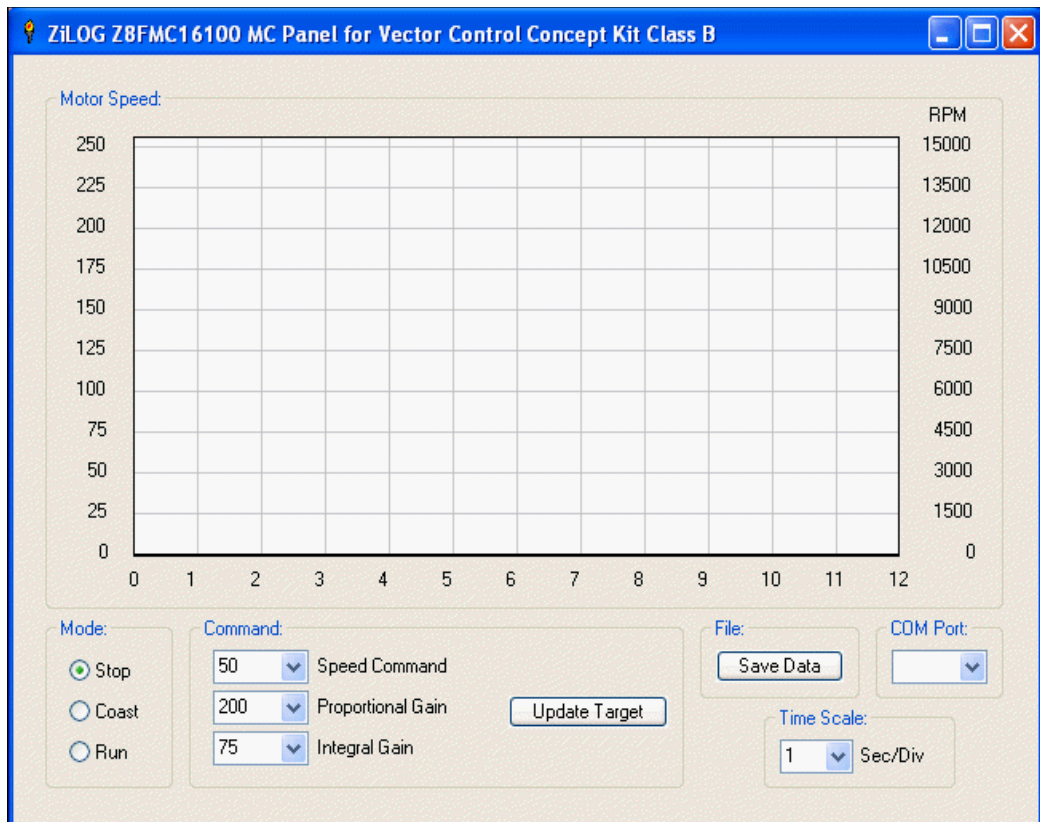 ZiLOG Z8FMC16100 MC Panel for Vector Control Concept Kit Class B
Motor Speed:
RPM
250 15000
225 13500
200 12000
175 10500
150 9000
125 7500
100 6000
75 4500
50 3000
25 1500
0 0
0 1 2 3 4 5 6 7 8 9 10 11 12
Mode:
Stop
Coast
Run
Command:
50 Speed Command
200 Proportional Gain
75 Integral Gain
Update Target
File:
Save Data
COM Port:
Time Scale:
1 Sec/Div